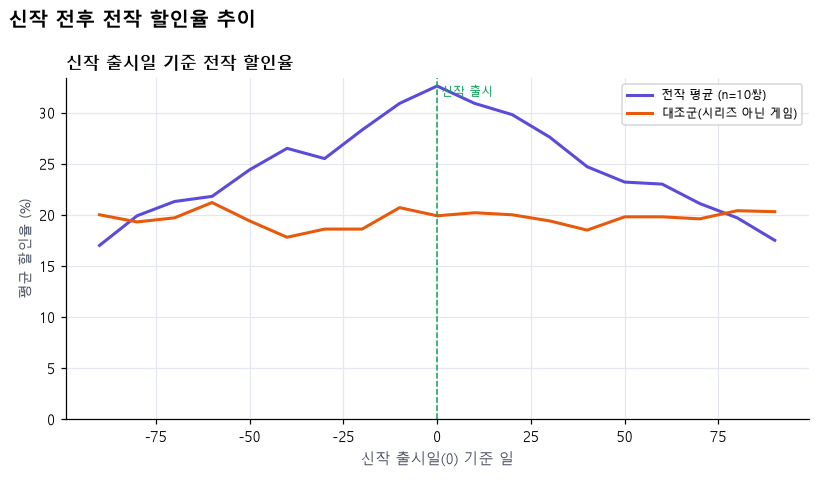 신작 전후 전작 할인율 추이
신작 출시일 기준 전작 할인율
신작 출시
전작 평균 (n=10쌍)
대조군(시리즈 아닌 게임)
평균 할인율 (%)
30
25
20
15
10
5
0
-75
-50
-25
0
25
50
75
신작 출시일(0) 기준 일